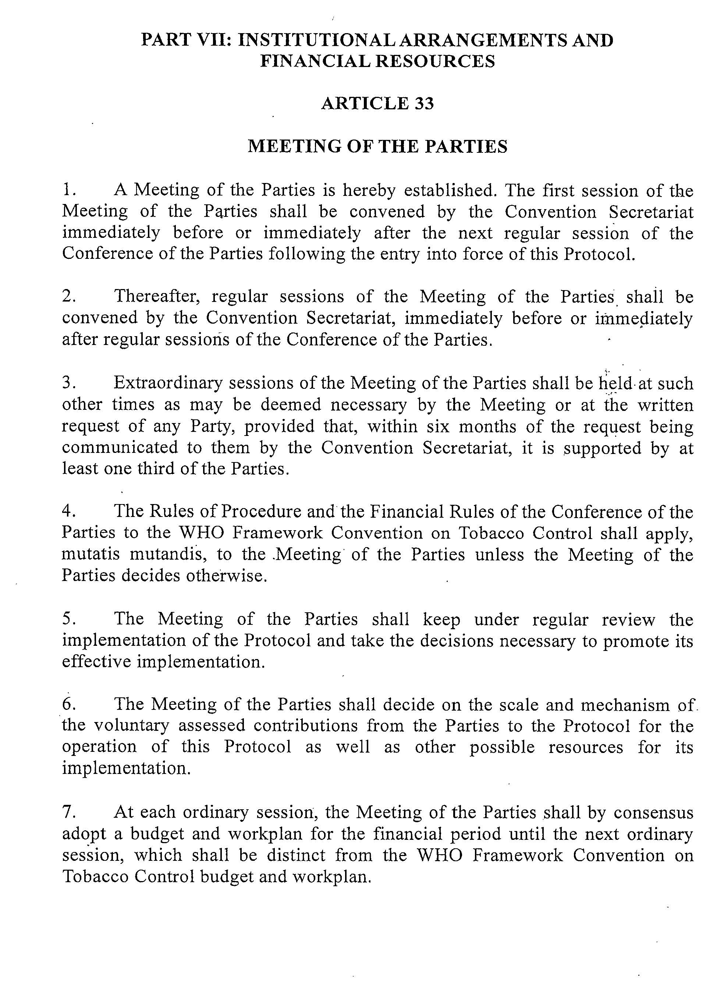 PART VII: INSTITUTIONAL ARRANGEMENTS AND
FINANCIAL RESOURCES
ARTICLE 33
MEETING OF THE PARTIES
1. A Meeting of the Parties is hereby established. The first session of the
Meeting of the Parties shall be convened by the Convention Secretariat
immediately before or immediately after the next regular session of the
Conference of the Parties following the entry into force of this Protocol.
2. Thereafter, regular sessions of the Meeting of the Parties shall be
convened by the Convention Secretariat, immediately before or immediately
after regular sessions of the Conference of the Parties.
3. Extraordinary sessions of the Meeting of the Parties shall be held at such
other times as may be deemed necessary by the Meeting or at the written
request of any Party, provided that, within six months of the request being
communicated to them by the Convention Secretariat, it is supported by at
least one third of the Parties.
4. The Rules of Procedure and the Financial Rules of the Conference of the
Parties to the WHO Framework Convention on Tobacco Control shall apply,
mutatis mutandis, to the Meeting of the Parties unless the Meeting of the
Parties decides otherwise.
5. The Meeting of the Parties shall keep under regular review the
implementation of the Protocol and take the decisions necessary to promote its
effective implementation.
6. The Meeting of the Parties shall decide on the scale and mechanism of
the voluntary assessed contributions from the Parties to the Protocol for the
operation of this Protocol as well as other possible resources for its
implementation.
7. At each ordinary session, the Meeting of the Parties shall by consensus
adopt a budget and workplan for the financial period until the next ordinary
session, which shall be distinct from the WHO Framework Convention on
Tobacco Control budget and workplan.